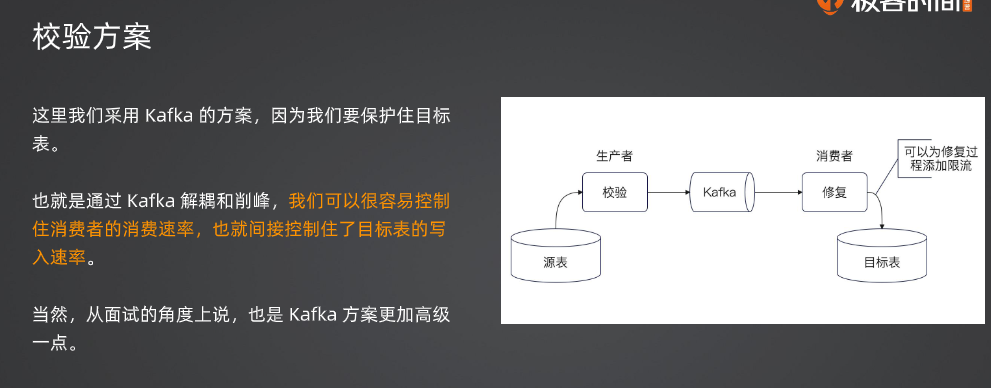 极客时间
校验方案
这里我们采用 Kafka 的方案，因为我们要保护住目标
表。
也就是通过 Kafka 解耦和削峰，我们可以很容易控制
住消费者的消费速率，也就间接控制住了目标表的写
入速率。
当然，从面试的角度上说，也是 Kafka 方案更加高级
一点。
生产者
消费者
可以为修复过
程添加限流
校验
Kafka
修复
源表
目标表